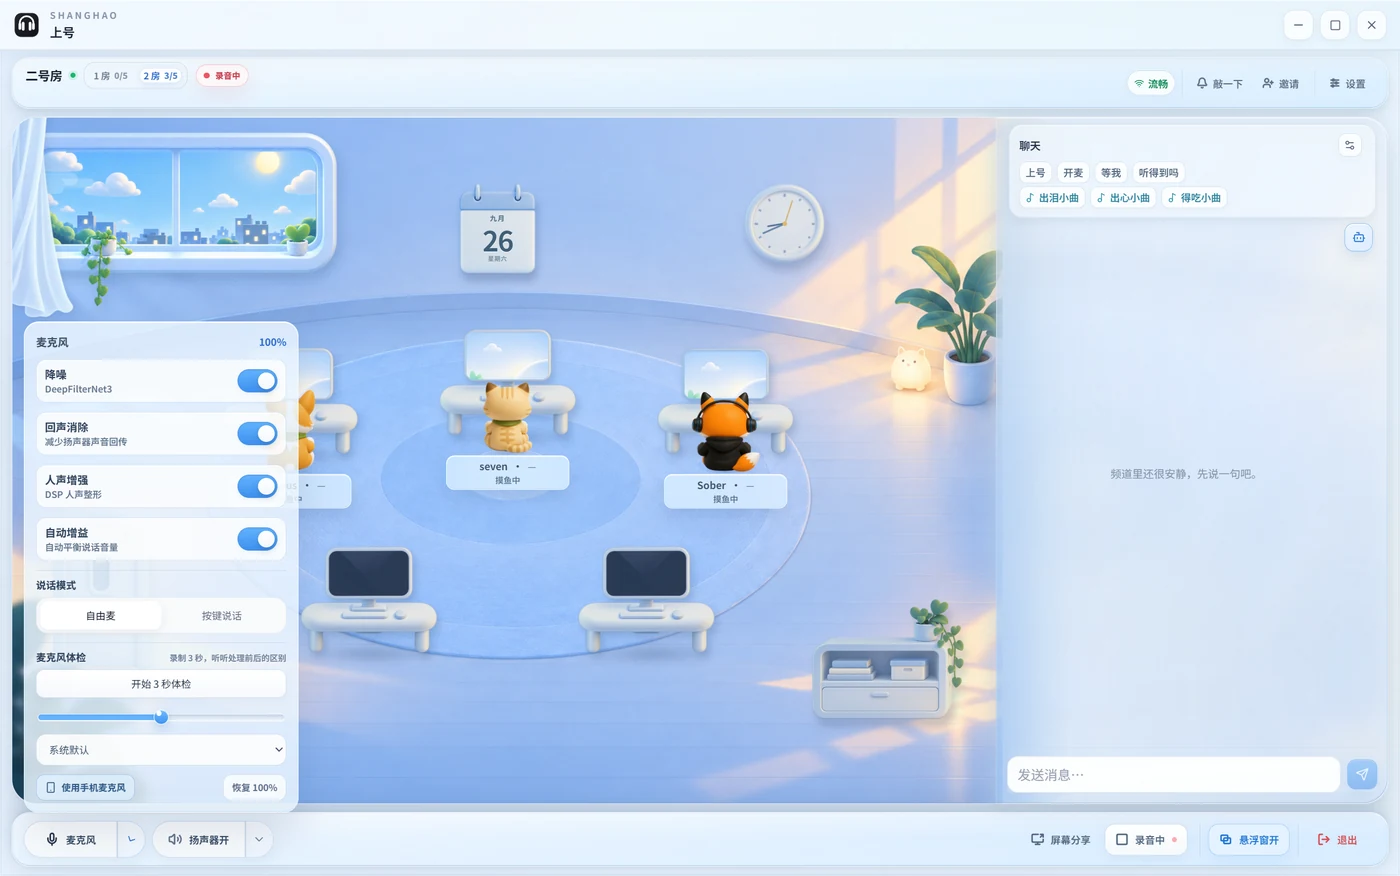 SHANGHAO
上号
二号房
1 房 0/5
2 房 3/5
录音中
流畅
敲一下
邀请
设置
九月
26
星期六
聊天
上号
开麦
等我
听得到吗
出泪小曲
出心小曲
得吃小曲
麦克风
100%
降噪
DeepFilterNet3
回声消除
减少扬声器声音回传
人声增强
DSP 人声整形
自动增益
自动平衡说话音量
说话模式
自由麦
按键说话
麦克风体检
录制 3 秒，听听处理前后的区别
开始 3 秒体检
系统默认
使用手机麦克风
恢复 100%
seven • —
摸鱼中
Sober • —
摸鱼中
频道里还很安静，先说一句吧。
发送消息…
麦克风
扬声器开
屏幕分享
录音中
悬浮窗开
退出